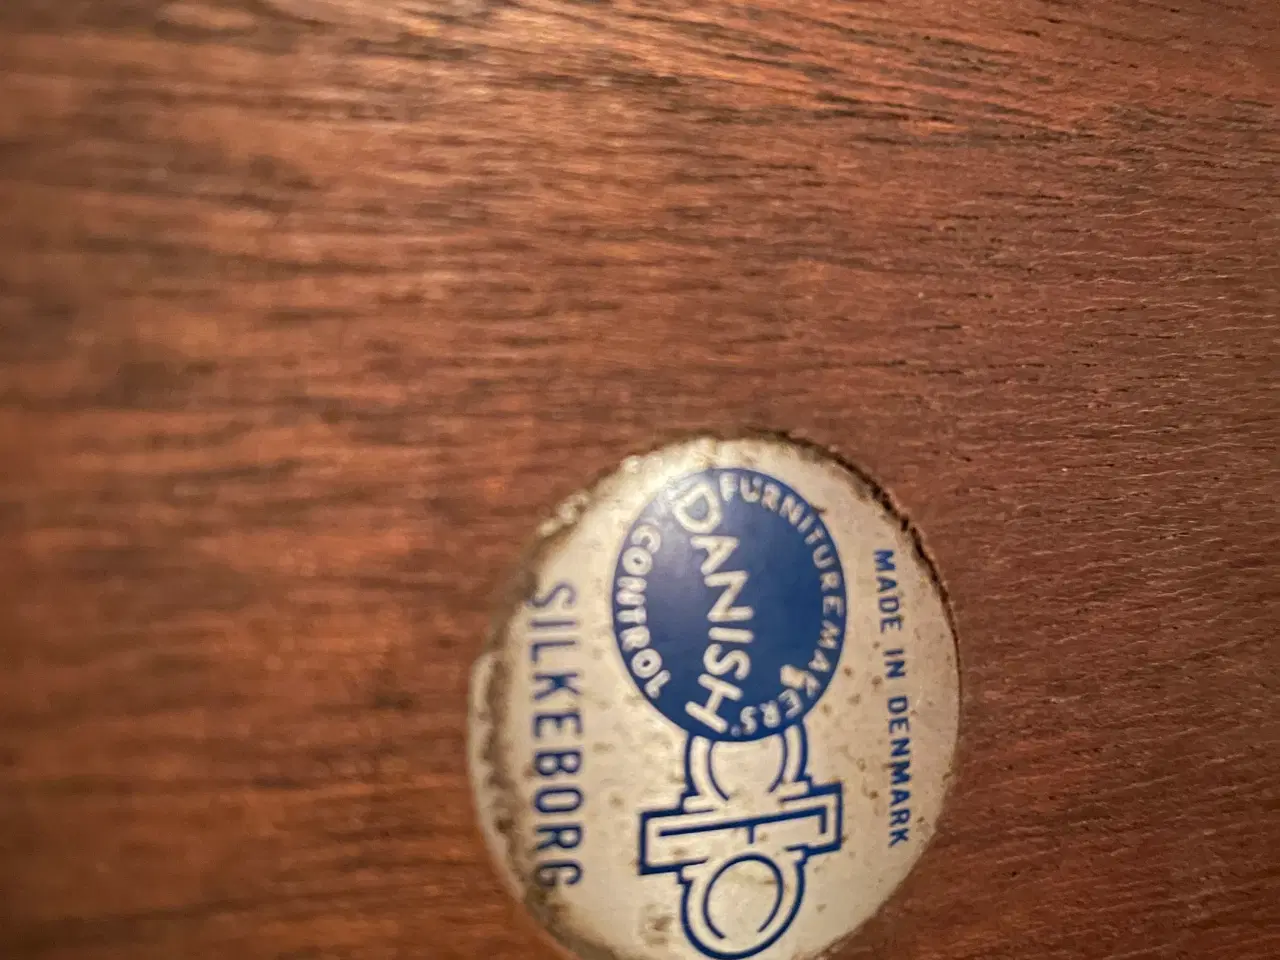 MADE IN DENMARK
FURNITUREMAKERS'
DANISH
CONTROL
SILKEBORG